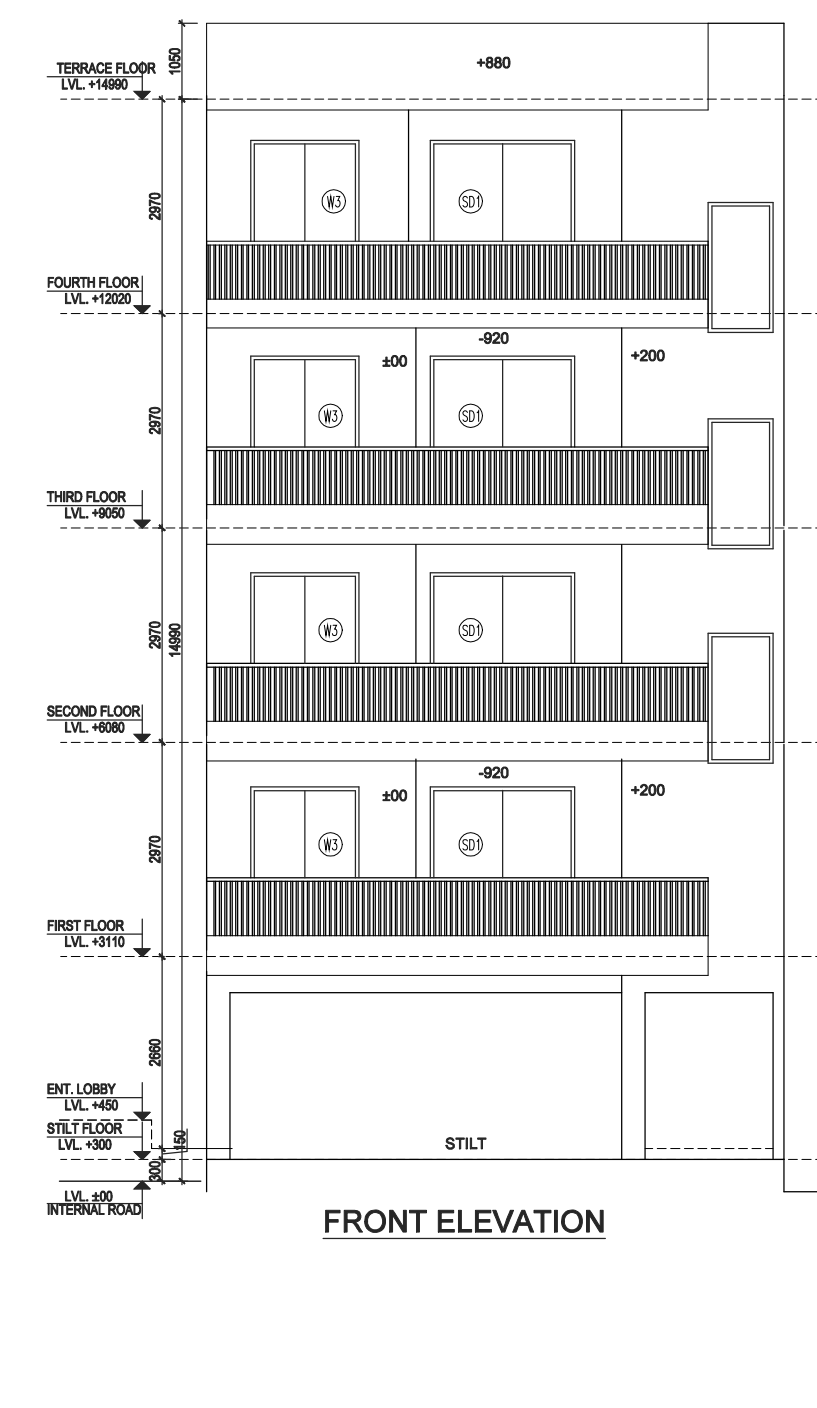 1050
+880
TERRACE FLOOR
LVL. +14990
2970
W3
SD1
FOURTH FLOOR
LVL. +12020
-920
±00
+200
2970
W3
SD1
THIRD FLOOR
LVL. +9050
2970
14990
W3
SD1
SECOND FLOOR
LVL. +6080
-920
±00
+200
2970
W3
SD1
FIRST FLOOR
LVL. +3110
2660
ENT. LOBBY
LVL. +450
STILT FLOOR
LVL. +300
150
STILT
300
LVL. ±00
INTERNAL ROAD
FRONT ELEVATION